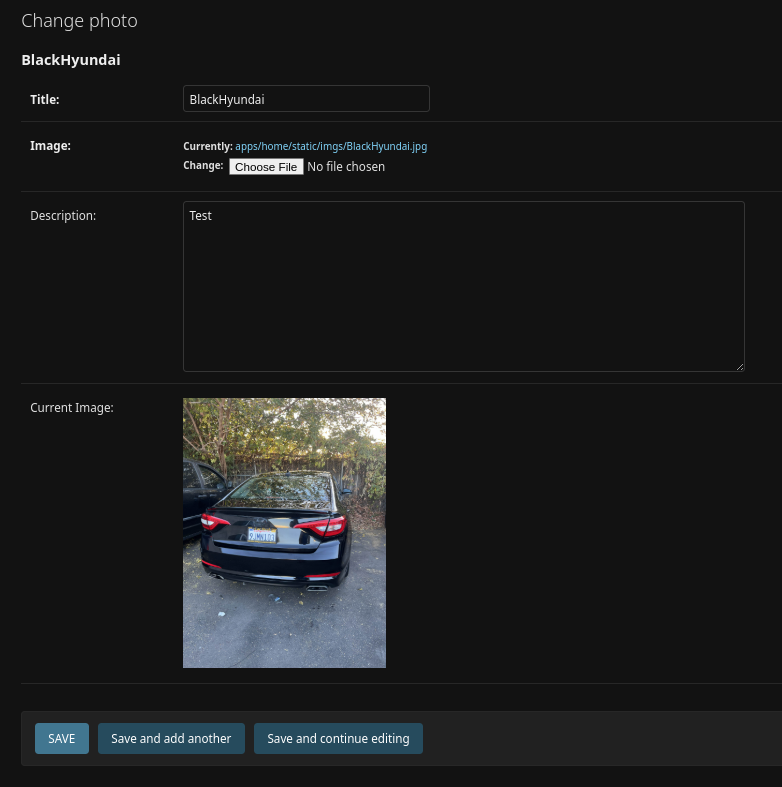 Change photo
BlackHyundai
Title: BlackHyundai
Image: Currently: apps/home/static/imgs/BlackHyundai.jpg
Change: Choose File No file chosen
Description: Test
Current Image:
SAVE Save and add another Save and continue editing